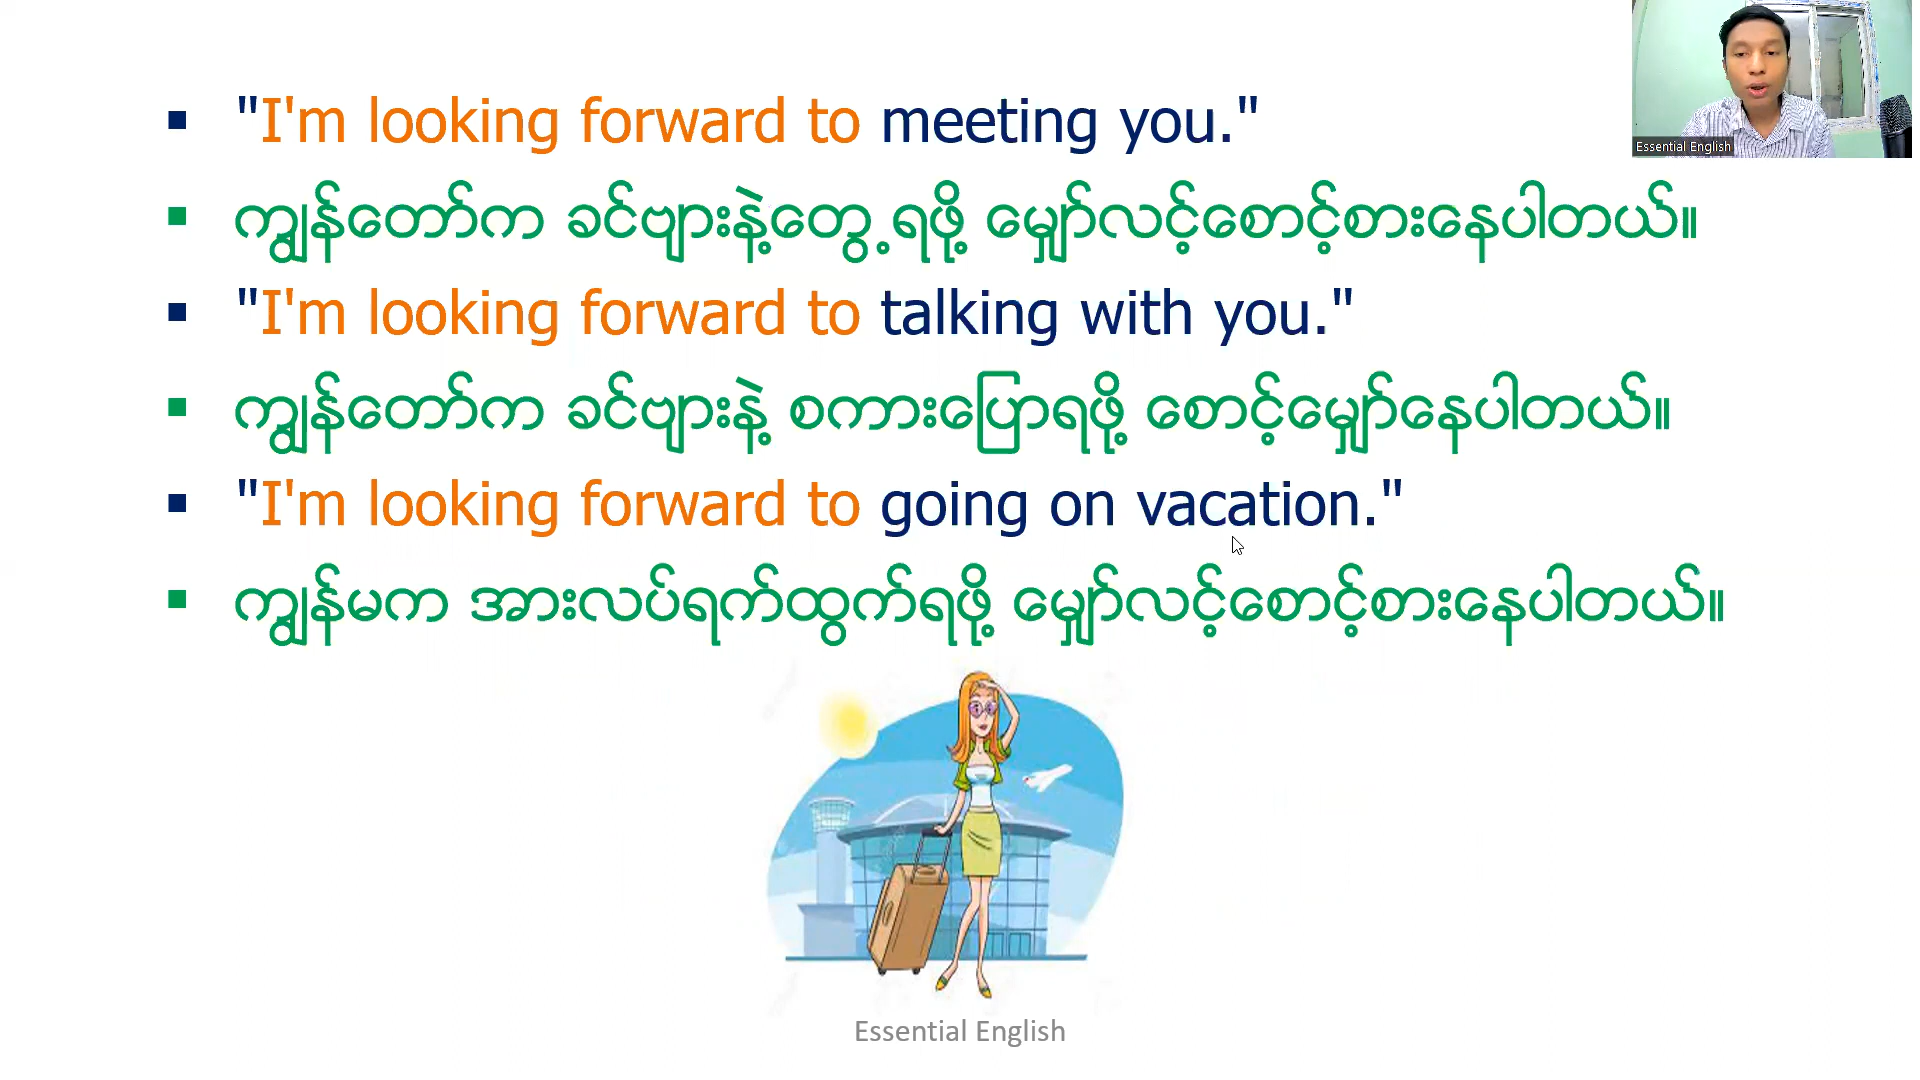 "I'm looking forward to meeting you."
ကျွန်တော်က ခင်ဗျားနဲ့တွေ့ရဖို့ မျှော်လင့်စောင့်စားနေပါတယ်။
"I'm looking forward to talking with you."
ကျွန်တော်က ခင်ဗျားနဲ့ စကားပြောရဖို့ စောင့်မျှော်နေပါတယ်။
"I'm looking forward to going on vacation."
ကျွန်မက အားလပ်ရက်ထွက်ရဖို့ မျှော်လင့်စောင့်စားနေပါတယ်။
Essential English
Essential English